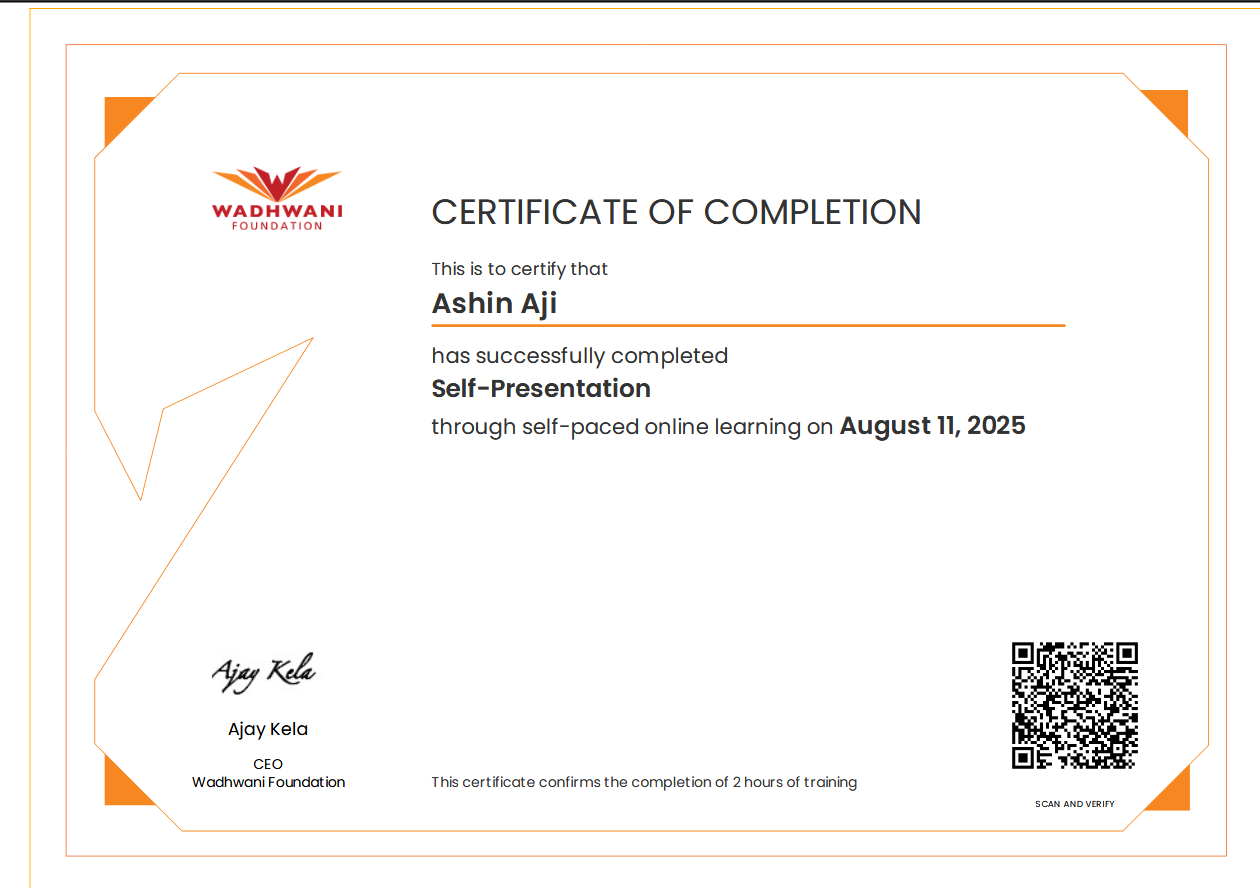 WADHWANI
FOUNDATION
CERTIFICATE OF COMPLETION
This is to certify that
Ashin Aji
has successfully completed
Self-Presentation
through self-paced online learning on August 11, 2025
Ajay Kela
Ajay Kela
CEO
Wadhwani Foundation
This certificate confirms the completion of 2 hours of training
SCAN AND VERIFY